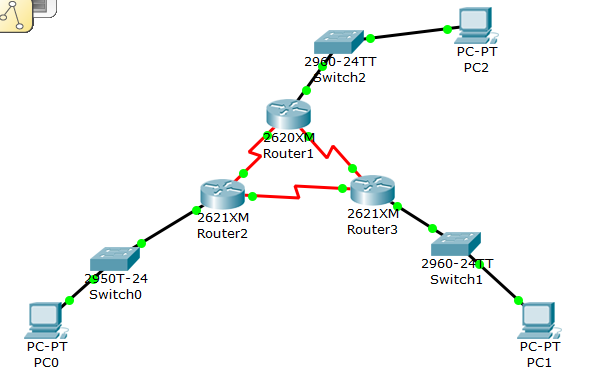 PC-PT
PC2
2960-24TT
Switch2
2620XM
Router1
2621XM
Router2
2621XM
Router3
2950T-24
Switch0
2960-24TT
Switch1
PC-PT
PC0
PC-PT
PC1